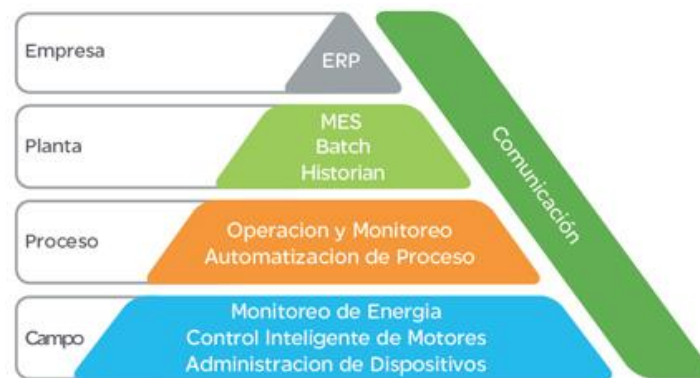 Empresa
ERP
Planta
MES
Batch
Historian
Proceso
Operacion y Monitoreo
Automatizacion de Proceso
Campo
Monitoreo de Energia
Control Inteligente de Motores
Administracion de Dispositivos
Comunicación